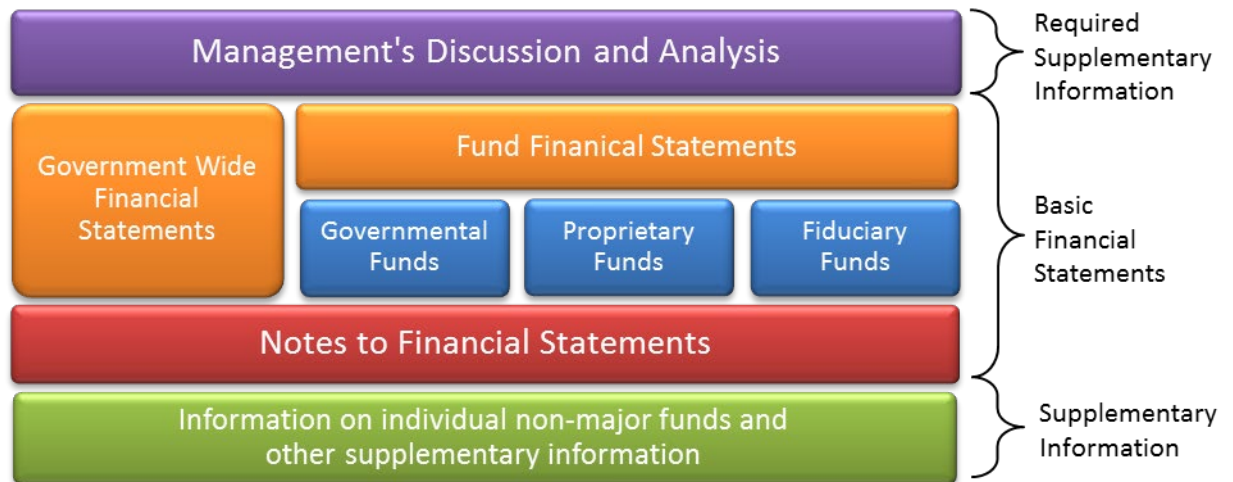 Management's Discussion and Analysis
Required
Supplementary
Information
Government Wide
Financial
Statements
Fund Finanical Statements
Governmental
Funds
Proprietary
Funds
Fiduciary
Funds
Basic
Financial
Statements
Notes to Financial Statements
Information on individual non-major funds and
other supplementary information
Supplementary
Information